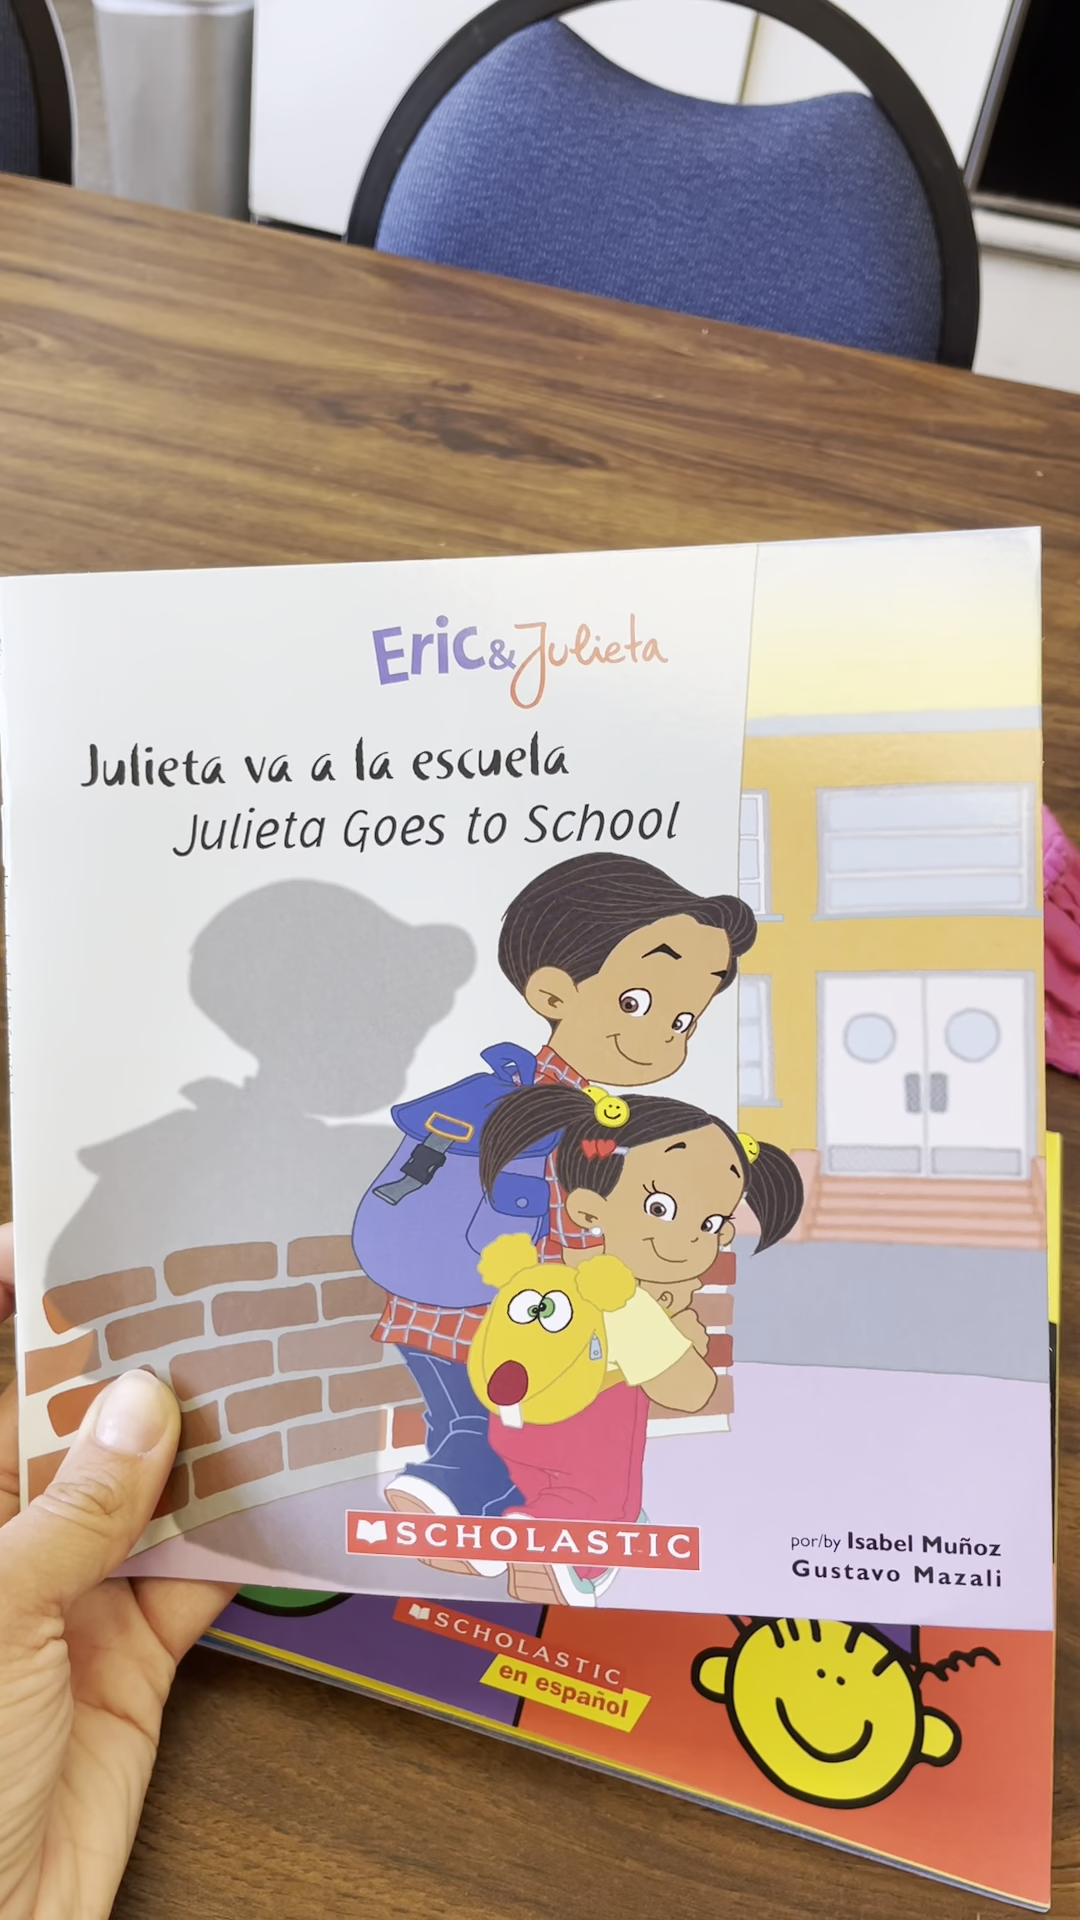 Eric & Julieta
Julieta va a la escuela
Julieta Goes to School
SCHOLASTIC
por/by Isabel Muñoz
Gustavo Mazali
SCHOLASTIC
en español